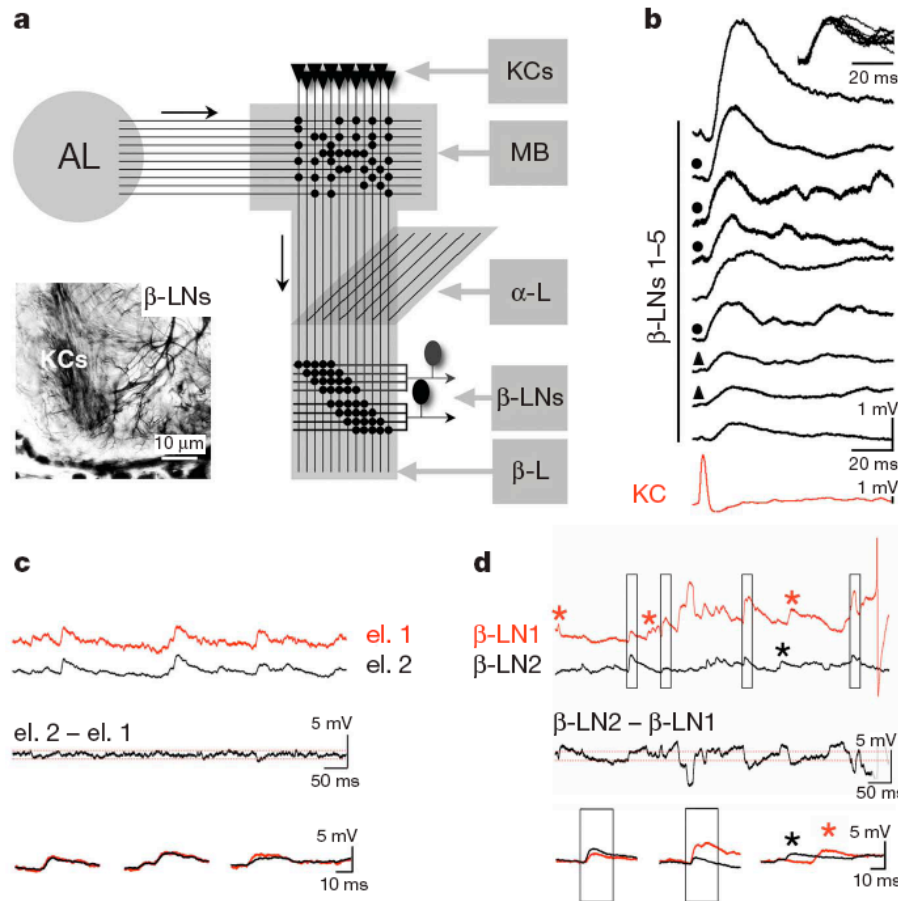 a
KCs
AL
MB
α-L
β-LNs
KCs
10 μm
β-LNs
β-L
b
20 ms
β-LNs 1–5
1 mV
20 ms
1 mV
KC
c
el. 1
el. 2
el. 2 – el. 1
5 mV
50 ms
5 mV
10 ms
d
β-LN1
β-LN2
β-LN2 – β-LN1
5 mV
50 ms
5 mV
10 ms